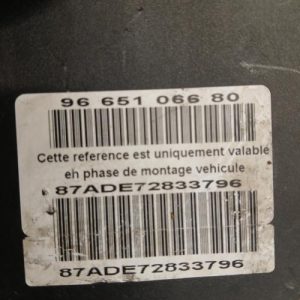 96 651 066 80
Cette reference est uniquement valable
en phase de montage vehicule
87ADE72833796
87ADE72833796